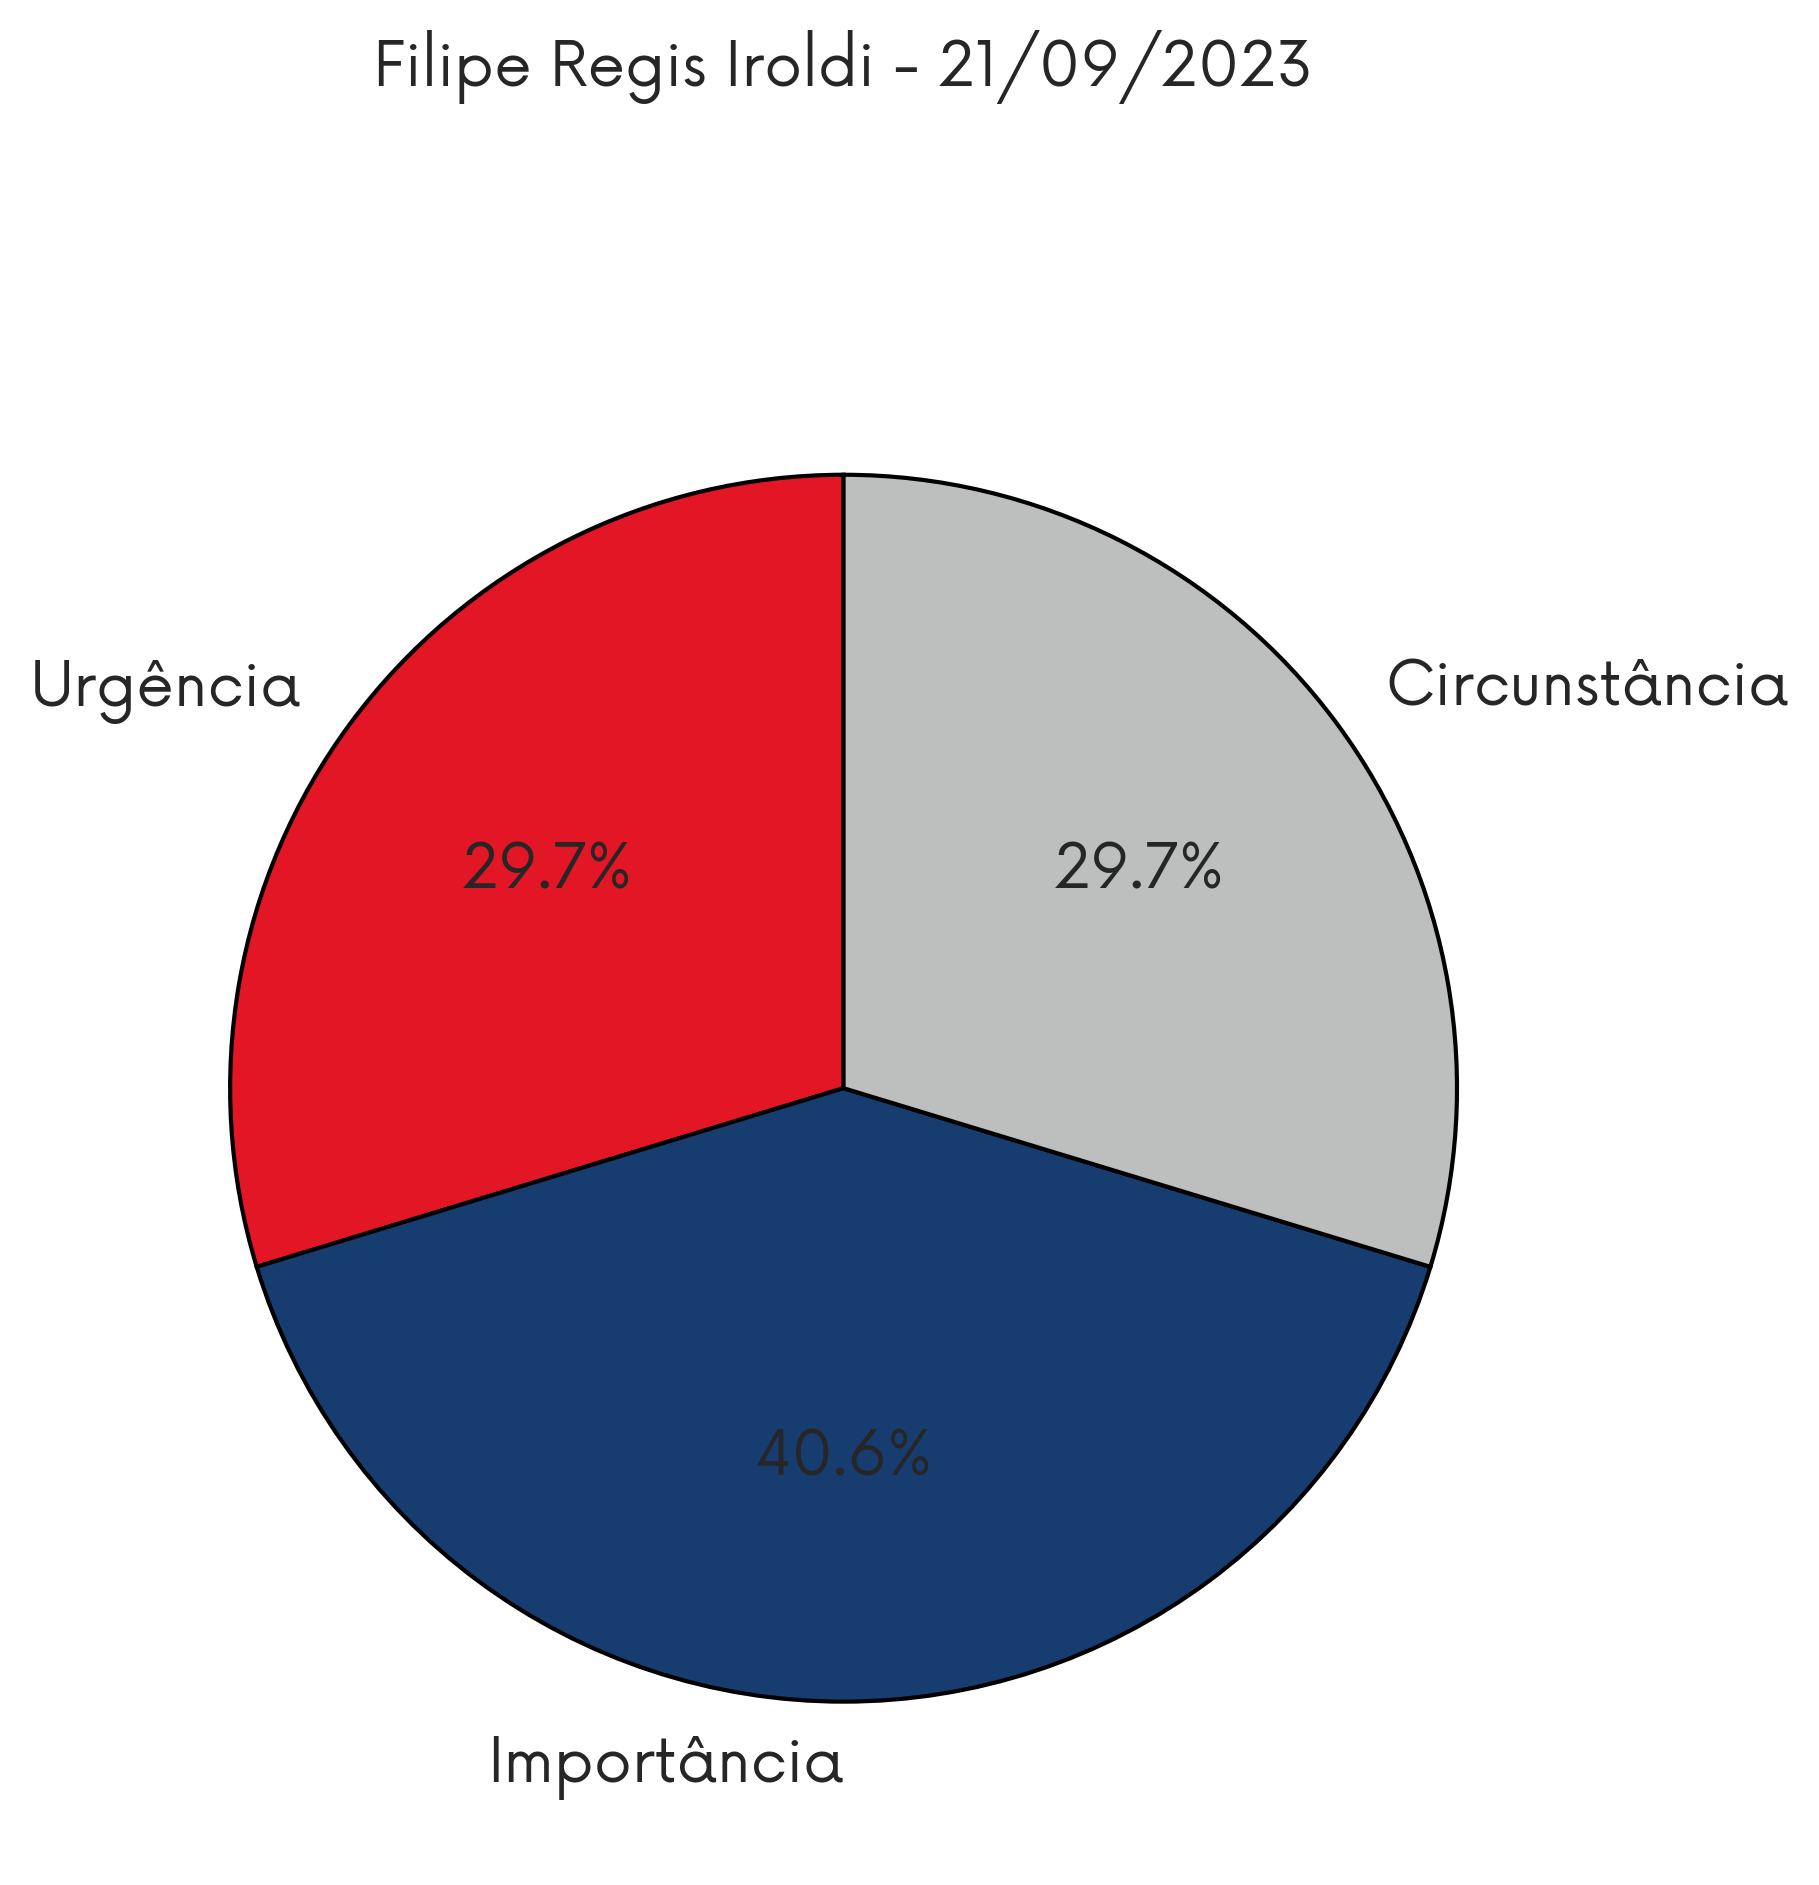 Filipe Regis Iroldi - 21/09/2023
Urgência
Circunstância
29.7%
29.7%
40.6%
Importância